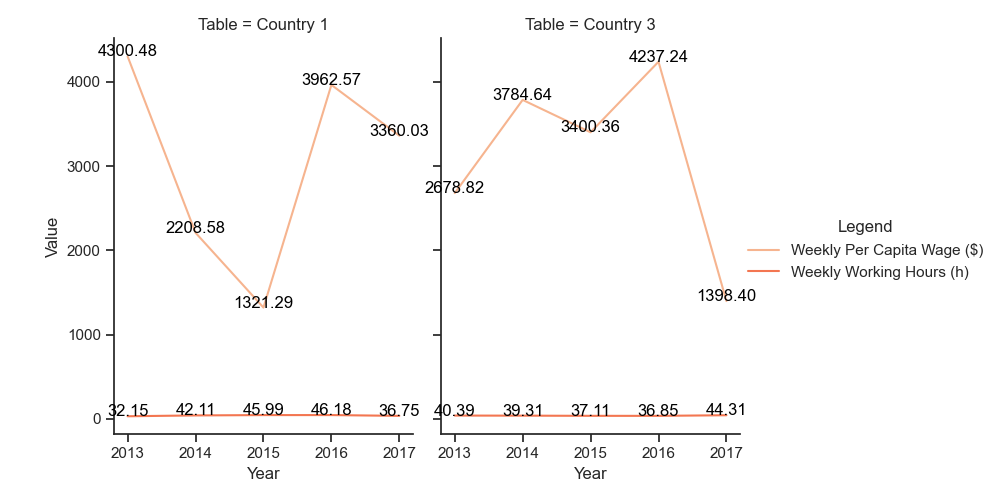 Table = Country 1
Table = Country 3
4300.48
2208.58
1321.29
3962.57
3360.03
32.15
42.11
45.99
46.18
36.75
2678.82
3784.64
3400.36
4237.24
1398.40
40.39
39.31
37.11
36.85
44.31
Value
4000
3000
2000
1000
0
2013 2014 2015 2016 2017
Year
2013 2014 2015 2016 2017
Year
Legend
Weekly Per Capita Wage ($)
Weekly Working Hours (h)